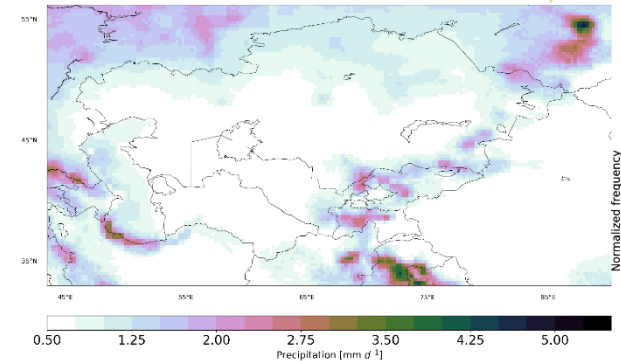 55°N
45°N
35°N
45°E
55°E
65°E
75°E
85°E
Normalized frequency
0.50 1.25 2.00 2.75 3.50 4.25 5.00
Precipitation [mm d⁻¹]